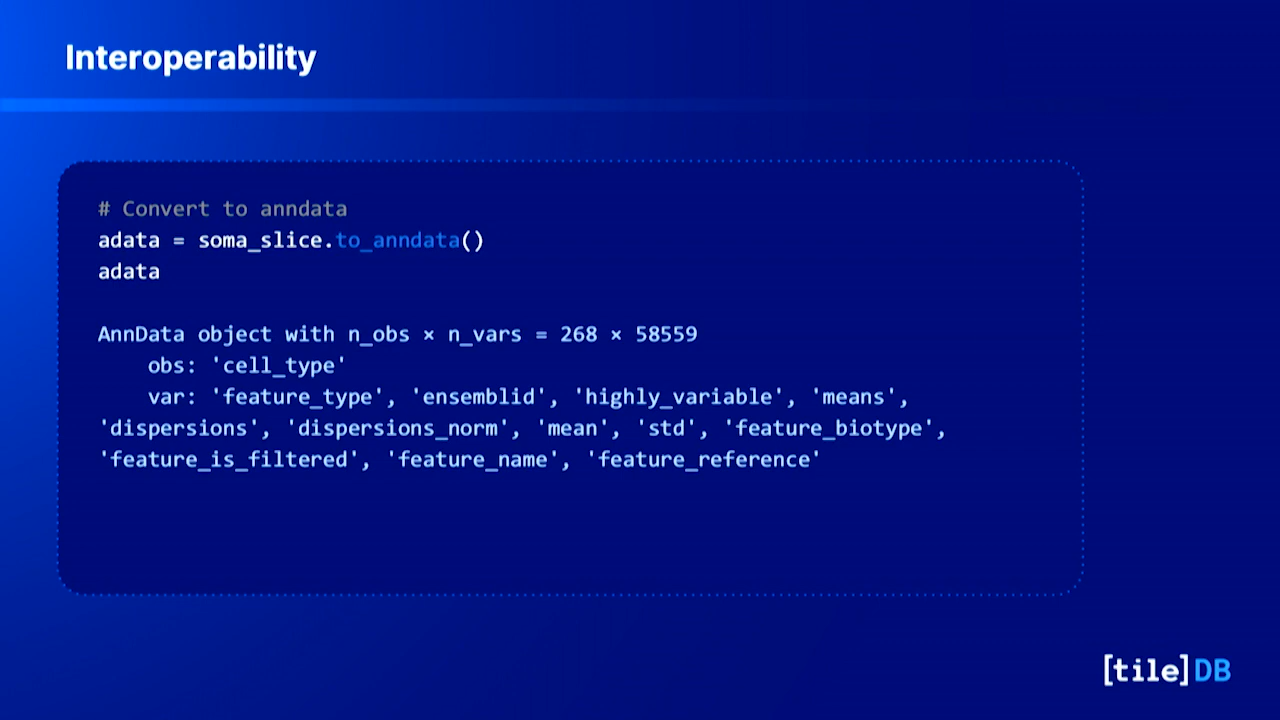 Interoperability
# Convert to anndata
adata = soma_slice.to_anndata()
adata
AnnData object with n_obs × n_vars = 268 × 58559
    obs: 'cell_type'
    var: 'feature_type', 'ensemblid', 'highly_variable', 'means',
'dispersions', 'dispersions_norm', 'mean', 'std', 'feature_biotype',
'feature_is_filtered', 'feature_name', 'feature_reference'
[tile]DB